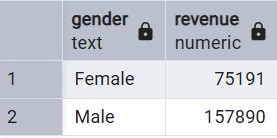 gender revenue
text numeric
1 Female 75191
2 Male 157890